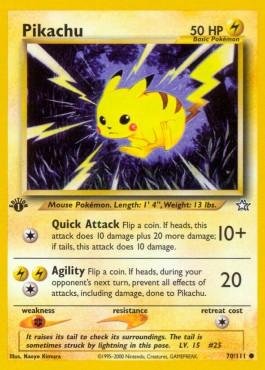 Pikachu
50 HP
Basic Pokémon
Edition
1
Mouse Pokémon. Length: 1' 4", Weight: 13 lbs.
Quick Attack Flip a coin. If heads, this
attack does 10 damage plus 20 more damage;
if tails, this attack does 10 damage.
10+
Agility Flip a coin. If heads, during your
opponent's next turn, prevent all effects of
attacks, including damage, done to Pikachu.
20
weakness
resistance
retreat cost
It raises its tail to check its surroundings. The tail is
sometimes struck by lightning in this pose. LV. 15 #25
Illus. Naoyo Kimura
©1995-2000 Nintendo, Creatures, GAMEFREAK.
70/111